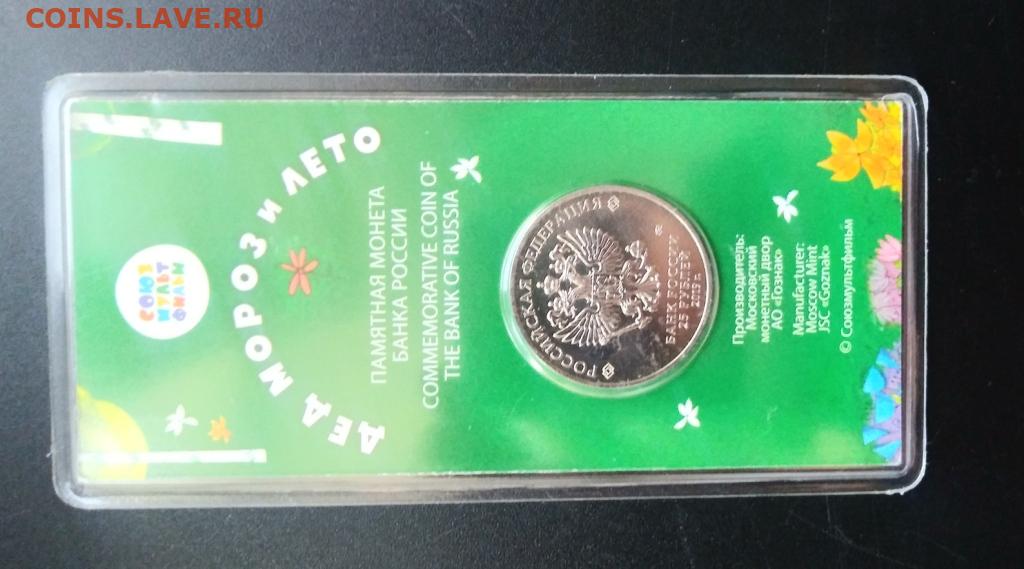 COINS.LAVE.RU
СОЮЗ
МУЛЬТ
ФИЛЬМ
ДЕД МОРОЗ И ЛЕТО
ПАМЯТНАЯ МОНЕТА
БАНКА РОССИИ
COMMEMORATIVE COIN OF
THE BANK OF RUSSIA
РОССИЙСКАЯ ФЕДЕРАЦИЯ
БАНК РОССИИ
25 РУБЛЕЙ
2019 г.
Производитель:
Московский
монетный двор
АО «Гознак»
Manufacturer:
Moscow Mint
JSC «Goznak»
© Союзмультфильм